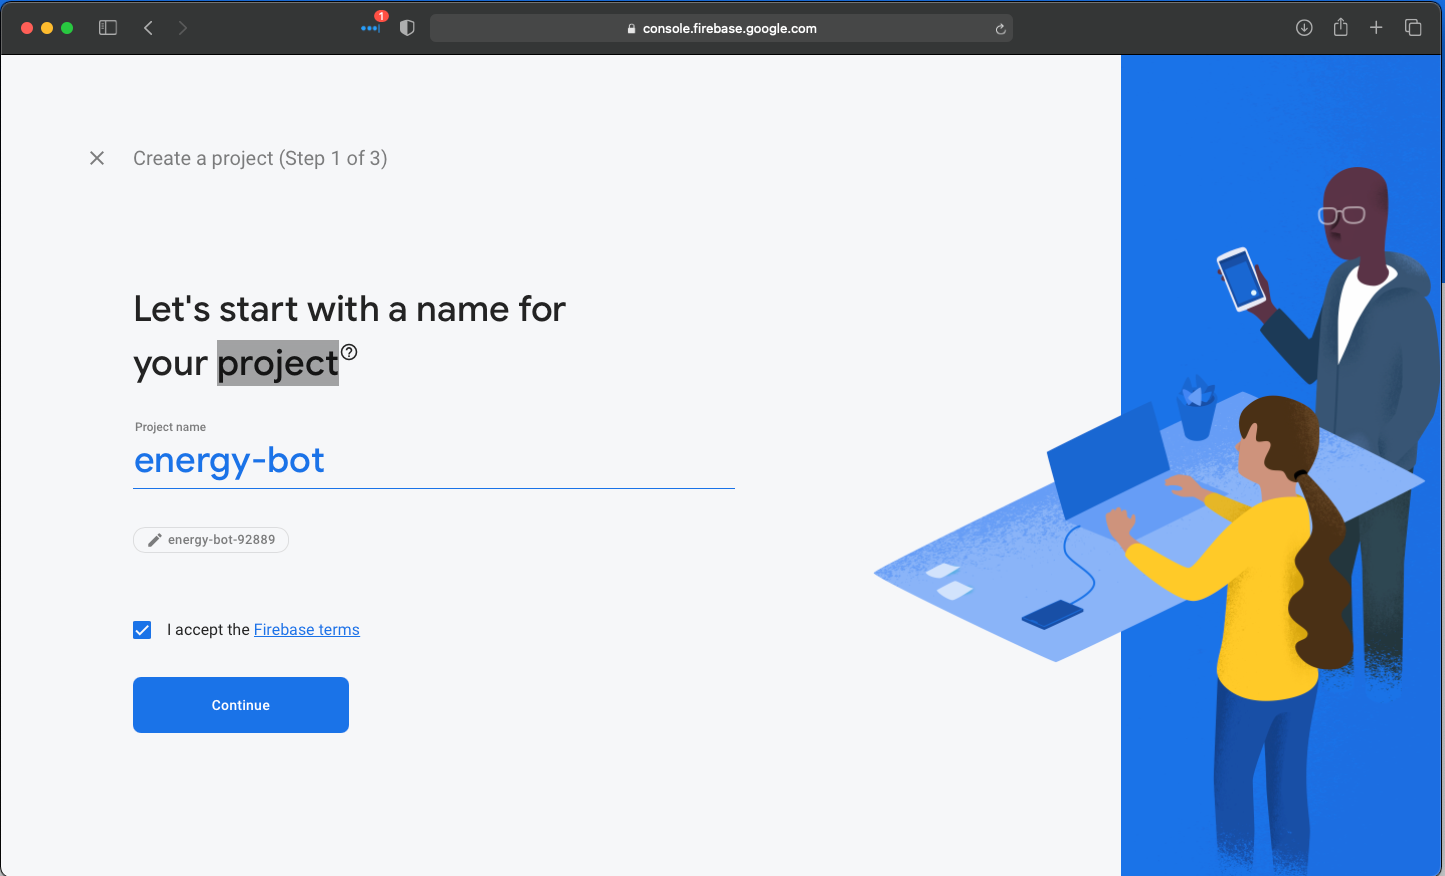 1
console.firebase.google.com
Create a project (Step 1 of 3)
Let's start with a name for
your project
Project name
energy-bot
energy-bot-92889
I accept the Firebase terms
Continue